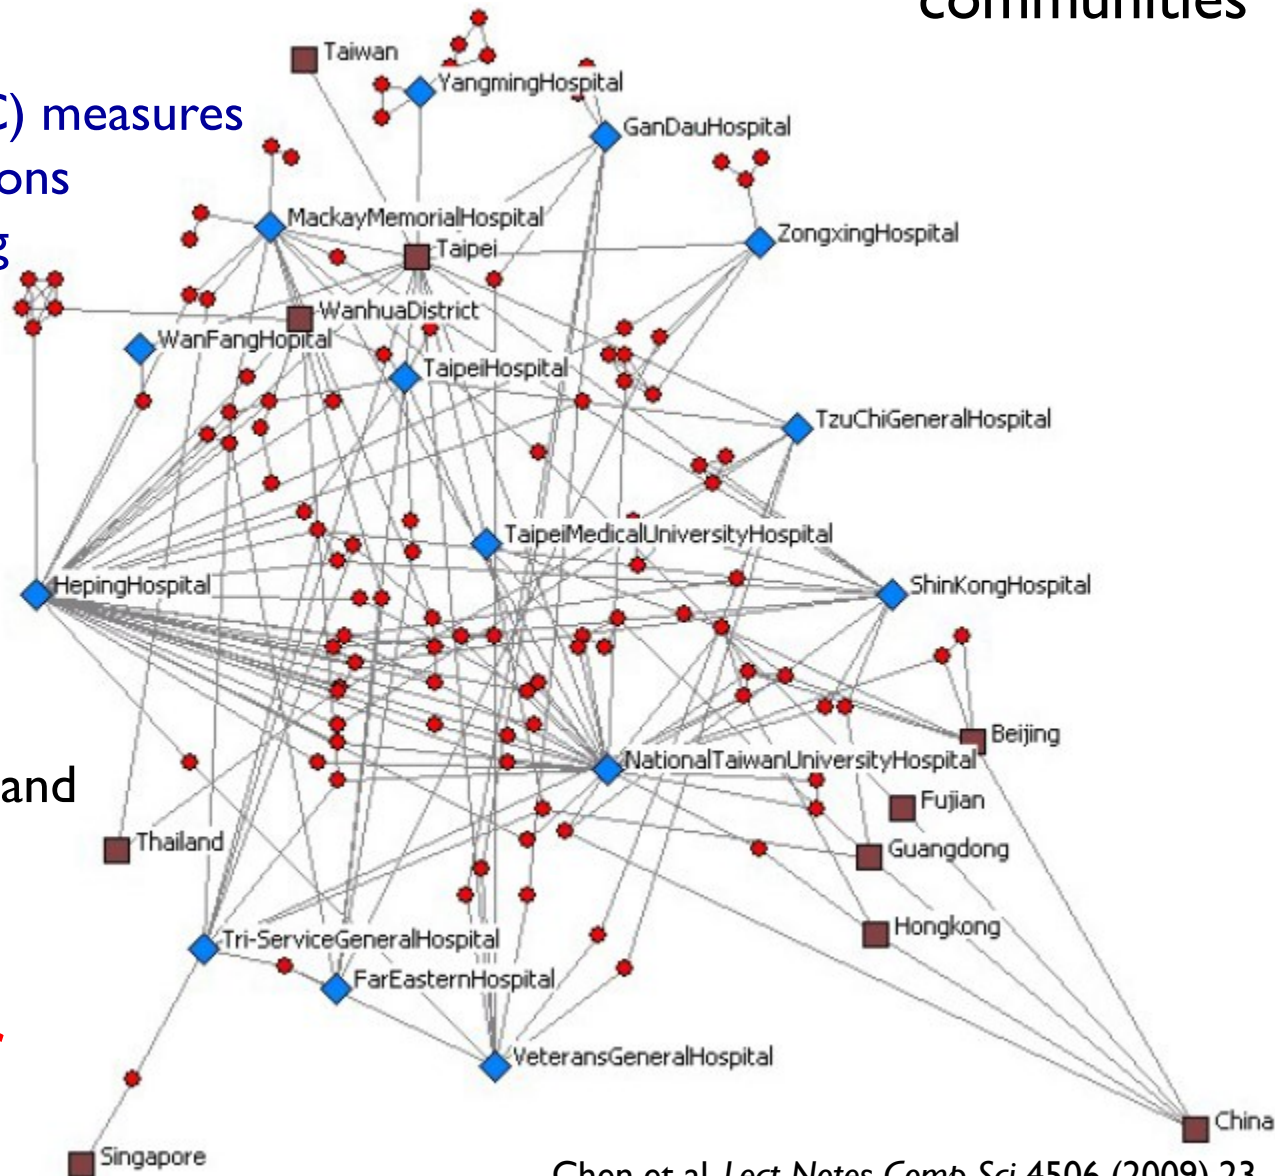 communities
Taiwan
YangmingHospital
C) measures
GanDauHospital
ons
MackayMemorialHospital
ZongxingHospital
g
Taipei
WanhuaDistrict
WanFangHopital
TaipeiHospital
TzuChiGeneralHospital
TaipeiMedicalUniversityHospital
HepingHospital
ShinKongHospital
Beijing
NationalTaiwanUniversityHospital
and
Fujian
Thailand
Guangdong
Hongkong
Tri-ServiceGeneralHospital
FarEasternHospital
VeteransGeneralHospital
China
Singapore
Chen et al. Lect Notes Comp Sci 4506 (2009) 23